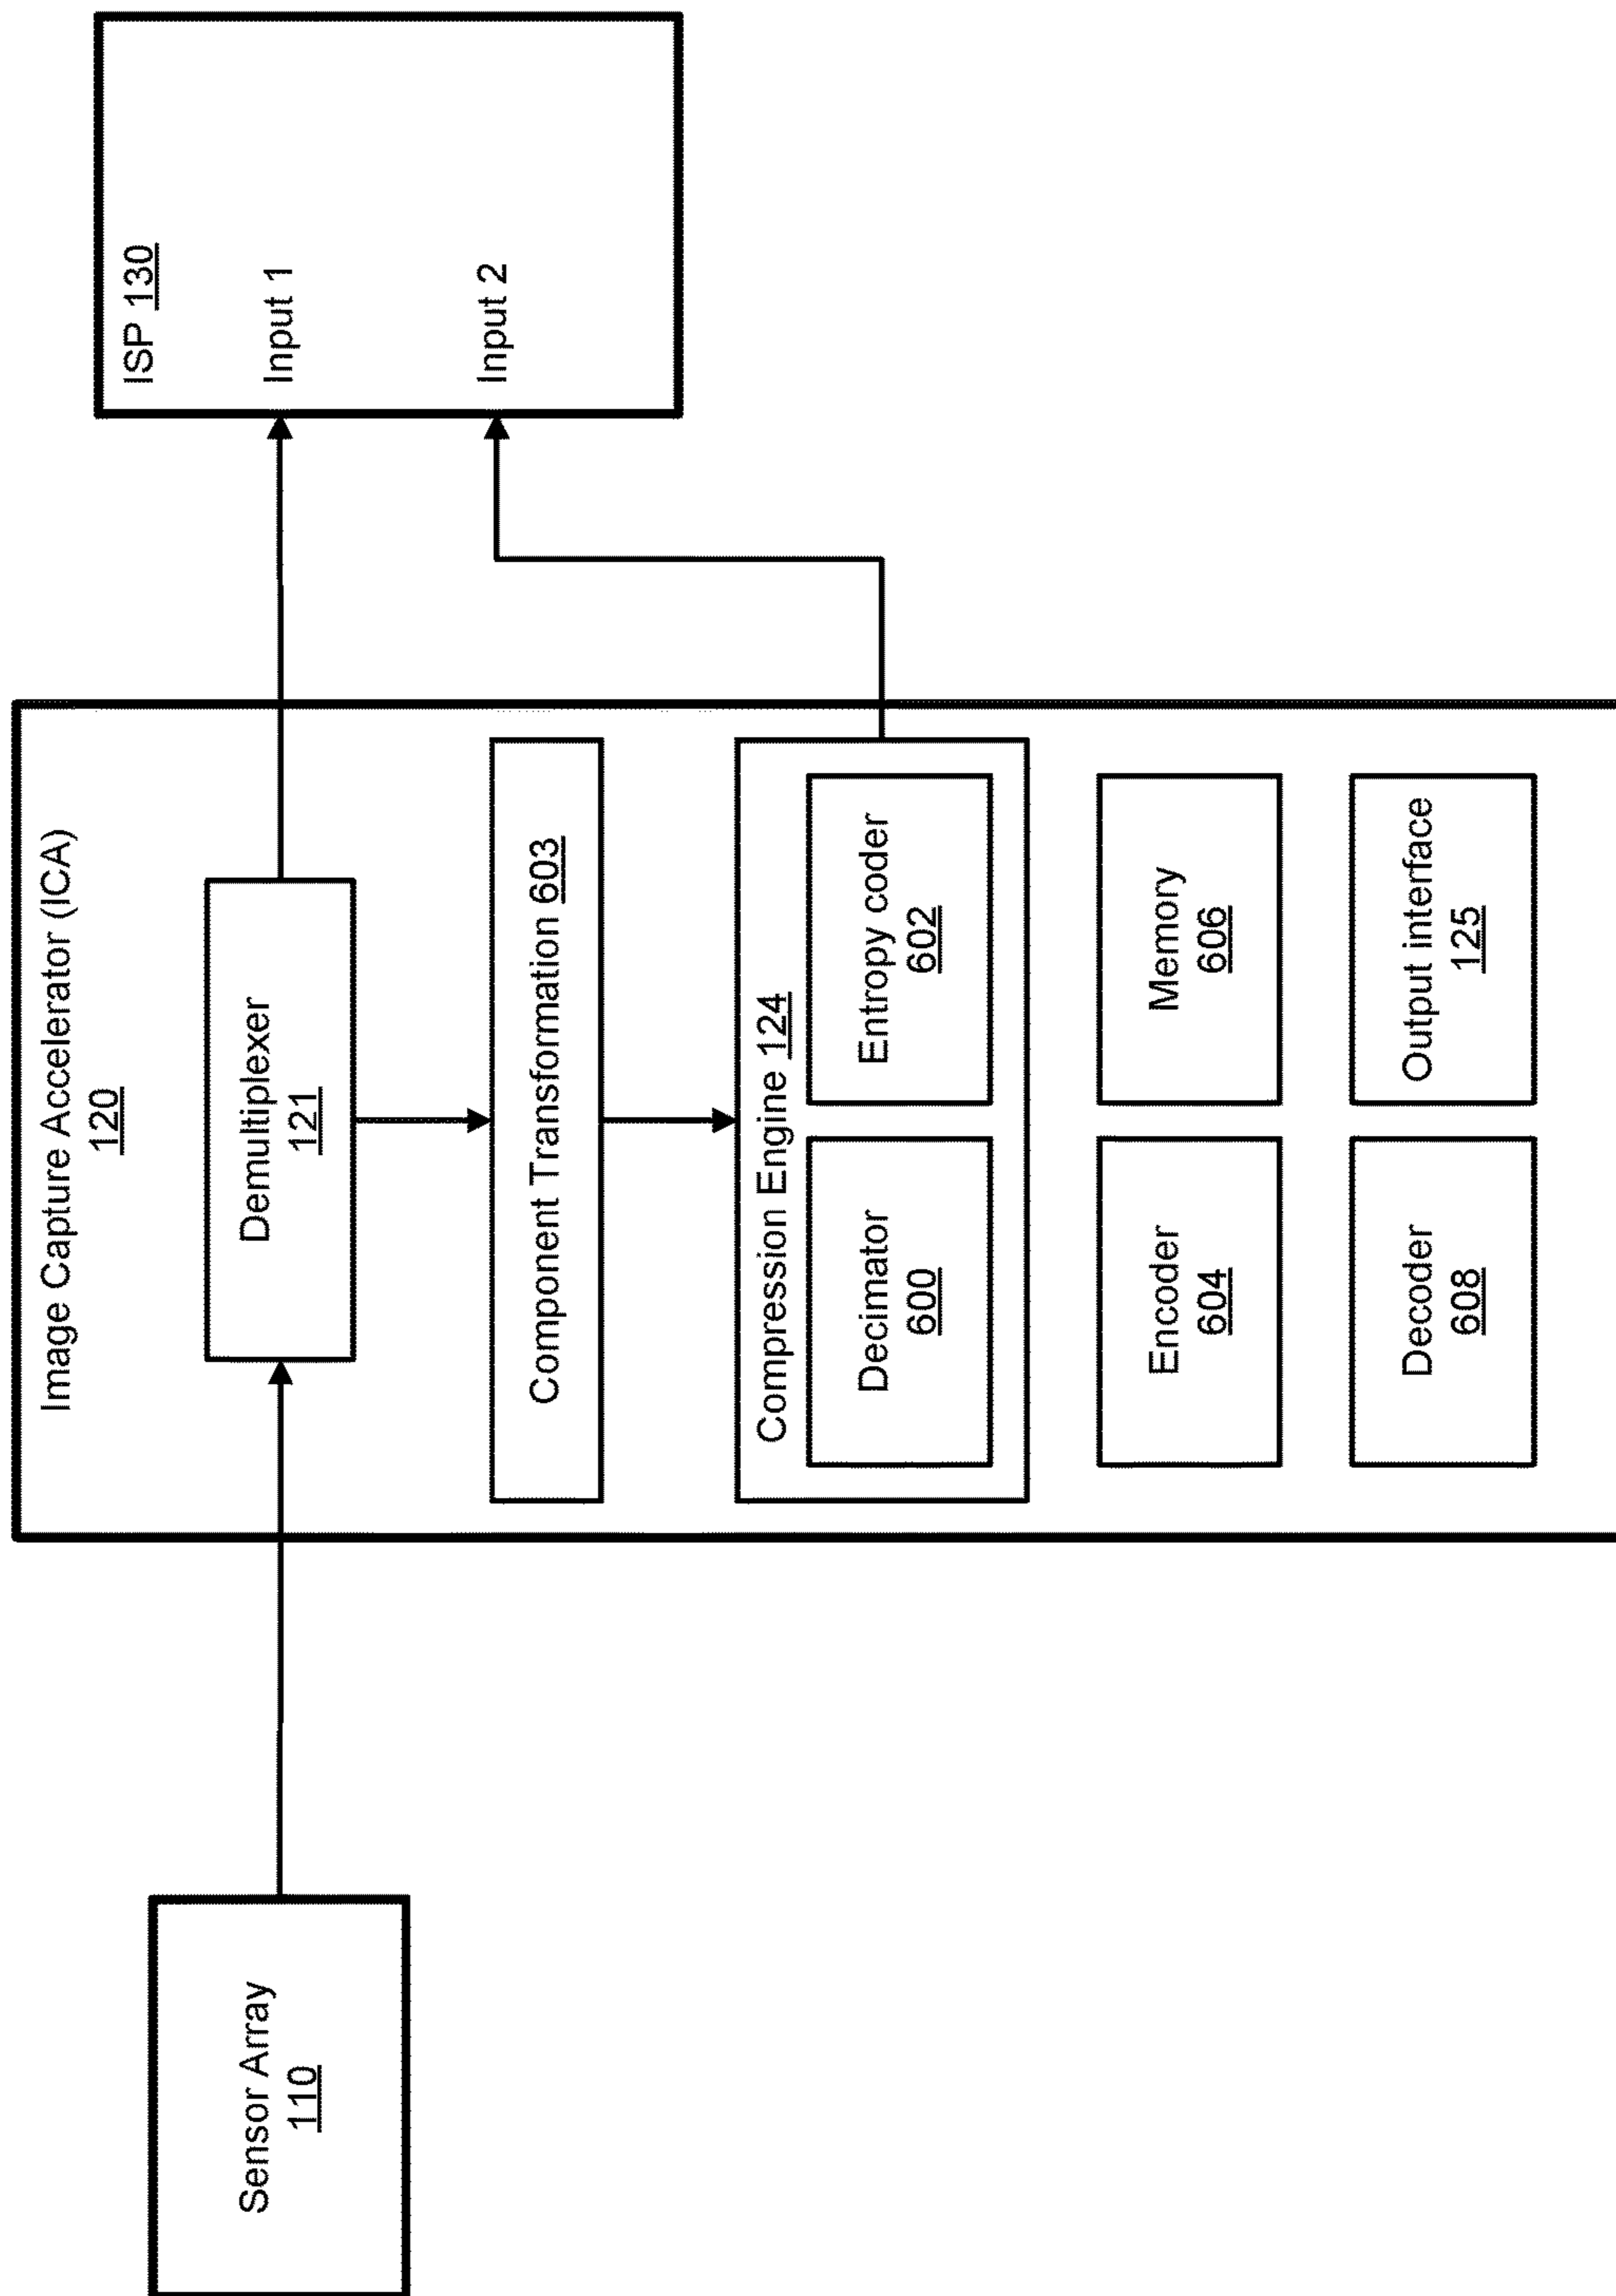 Sensor Array
110
Image Capture Accelerator (ICA)
120
Demultiplexer
121
Component Transformation 603
Compression Engine 124
Decimator
600
Entropy coder
602
Encoder
604
Memory
606
Decoder
608
Output interface
125
ISP 130
Input 1
Input 2